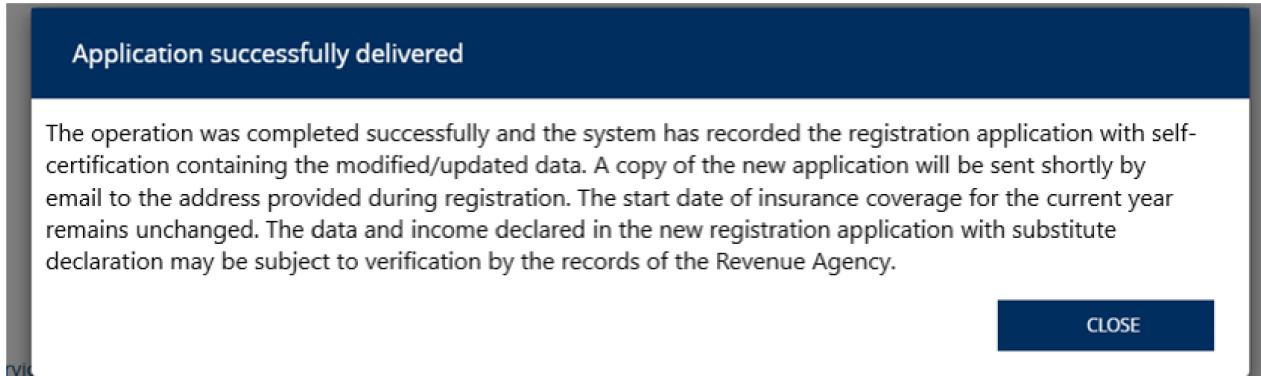 Application successfully delivered
The operation was completed successfully and the system has recorded the registration application with self-
certification containing the modified/updated data. A copy of the new application will be sent shortly by
email to the address provided during registration. The start date of insurance coverage for the current year
remains unchanged. The data and income declared in the new registration application with substitute
declaration may be subject to verification by the records of the Revenue Agency.
CLOSE